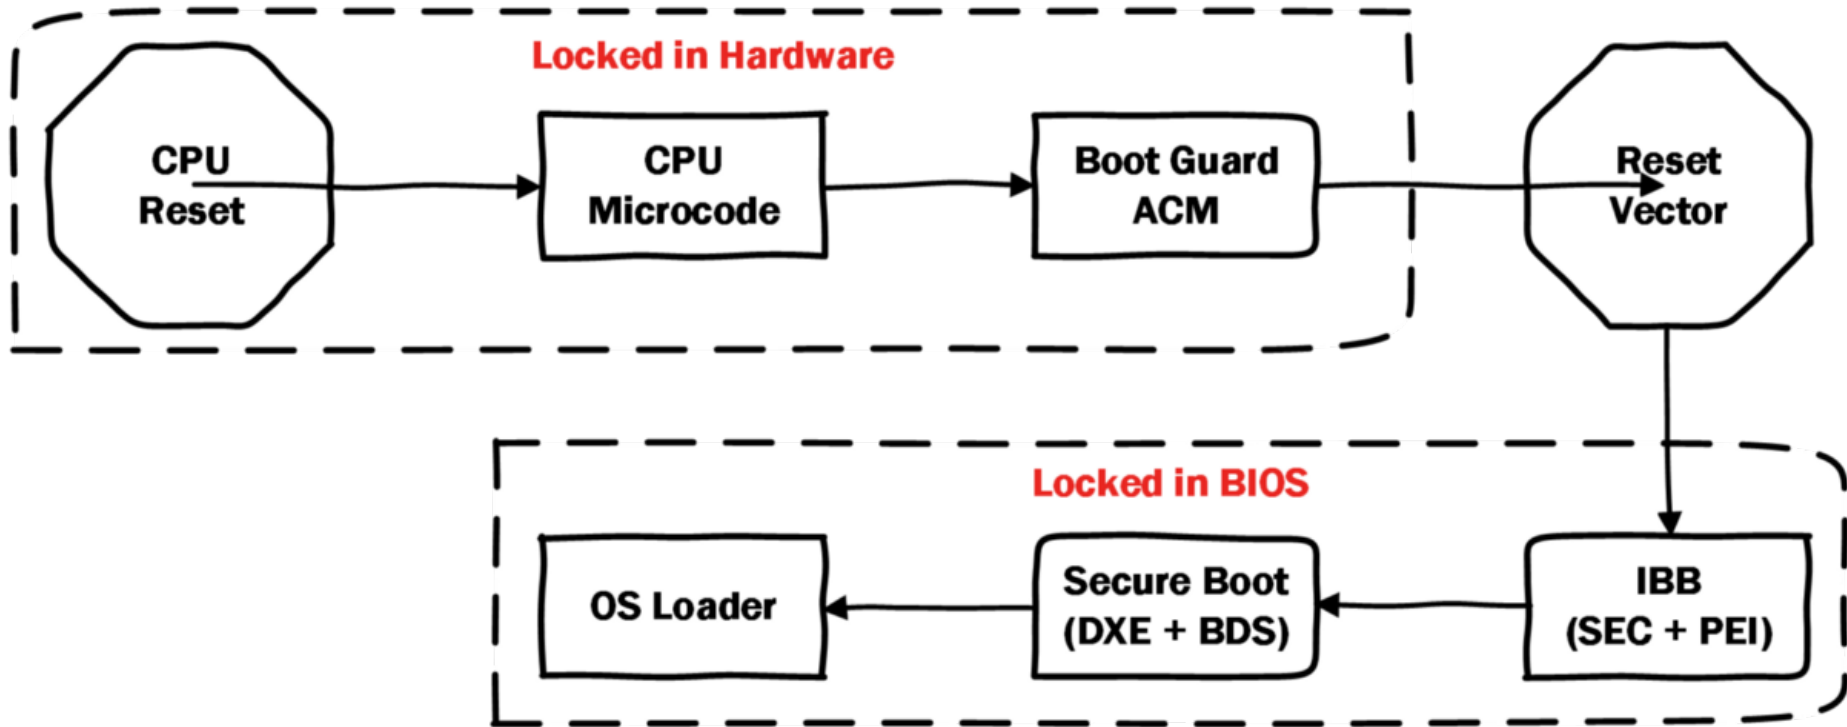 Locked in Hardware
CPU
Reset
CPU
Microcode
Boot Guard
ACM
Reset
Vector
Locked in BIOS
OS Loader
Secure Boot
(DXE + BDS)
IBB
(SEC + PEI)